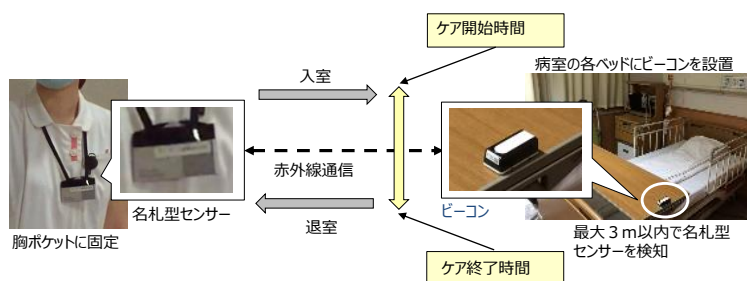 ケア開始時間
入室
病室の各ベッドにビーコンを設置
赤外線通信
名札型センサー
ビーコン
退室
胸ポケットに固定
最大３ｍ以内で名札型
センサーを検知
ケア終了時間